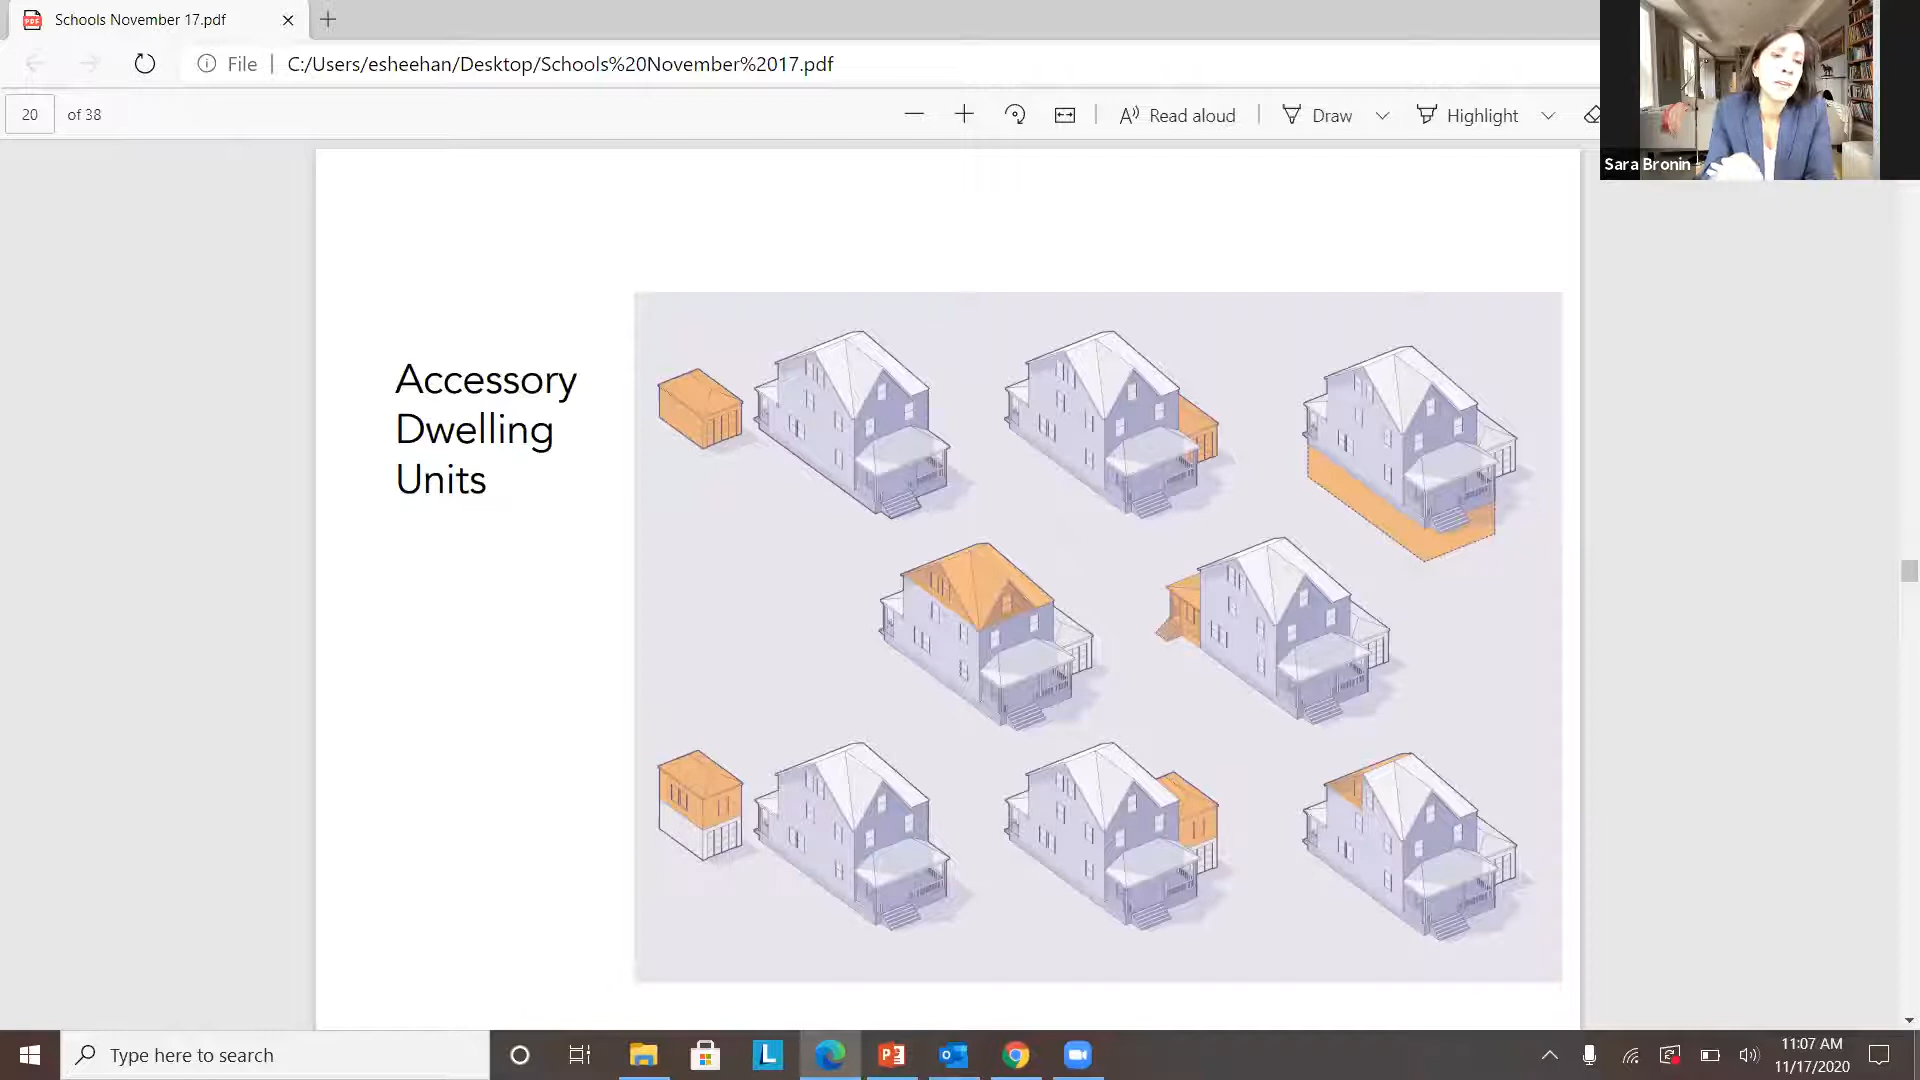 Schools November 17.pdf
File
C:/Users/esheehan/Desktop/Schools%20November%2017.pdf
20
of 38
Read aloud
Draw
Highlight
Sara Bronin
Accessory
Dwelling
Units
Type here to search
11:07 AM
11/17/2020